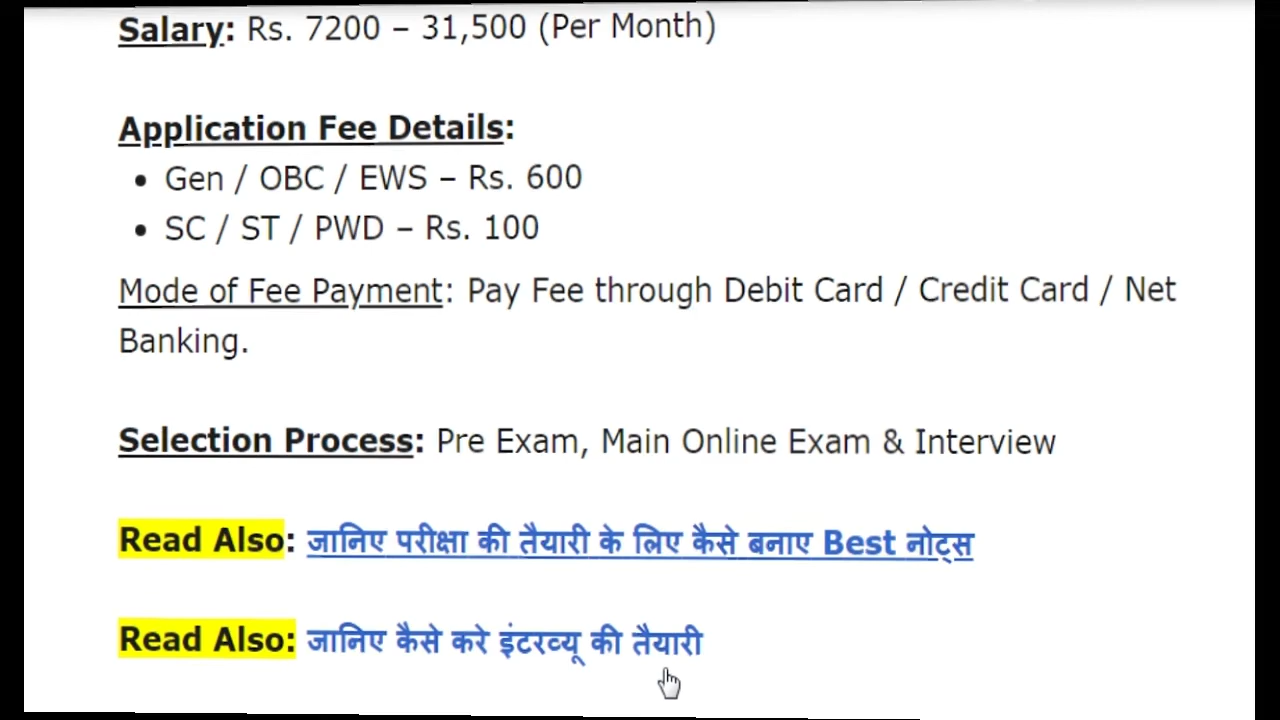 Salary: Rs. 7200 – 31,500 (Per Month)
Application Fee Details:
• Gen / OBC / EWS – Rs. 600
• SC / ST / PWD – Rs. 100
Mode of Fee Payment: Pay Fee through Debit Card / Credit Card / Net
Banking.
Selection Process: Pre Exam, Main Online Exam & Interview
Read Also: जानिए परीक्षा की तैयारी के लिए कैसे बनाए Best नोट्स
Read Also: जानिए कैसे करे इंटरव्यू की तैयारी